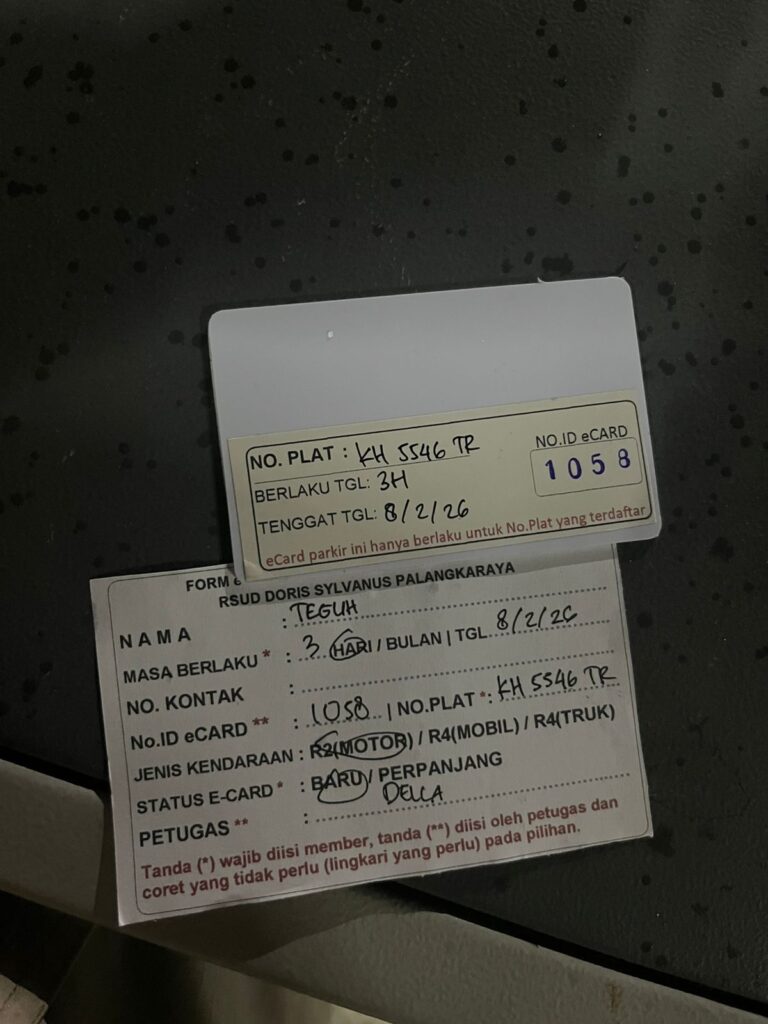 NO. PLAT : KH 5546 TR
NO.ID eCARD
BERLAKU TGL: 3H
1058
TENGGAT TGL: 8/2/26
eCard parkir ini hanya berlaku untuk No.Plat yang terdaftar
FORM e
RSUD DORIS SYLVANUS PALANGKARAYA
NAMA : TEGUH
MASA BERLAKU * : 3 HARI / BULAN | TGL 8/2/26
NO. KONTAK :
No.ID eCARD ** : 1058 | NO.PLAT *: KH 5546 TR
JENIS KENDARAAN : R2(MOTOR) / R4(MOBIL) / R4(TRUK)
STATUS E-CARD * : BARU / PERPANJANG
PETUGAS ** : DELLA
Tanda (*) wajib diisi member, tanda (**) diisi oleh petugas dan
coret yang tidak perlu (lingkari yang perlu) pada pilihan.